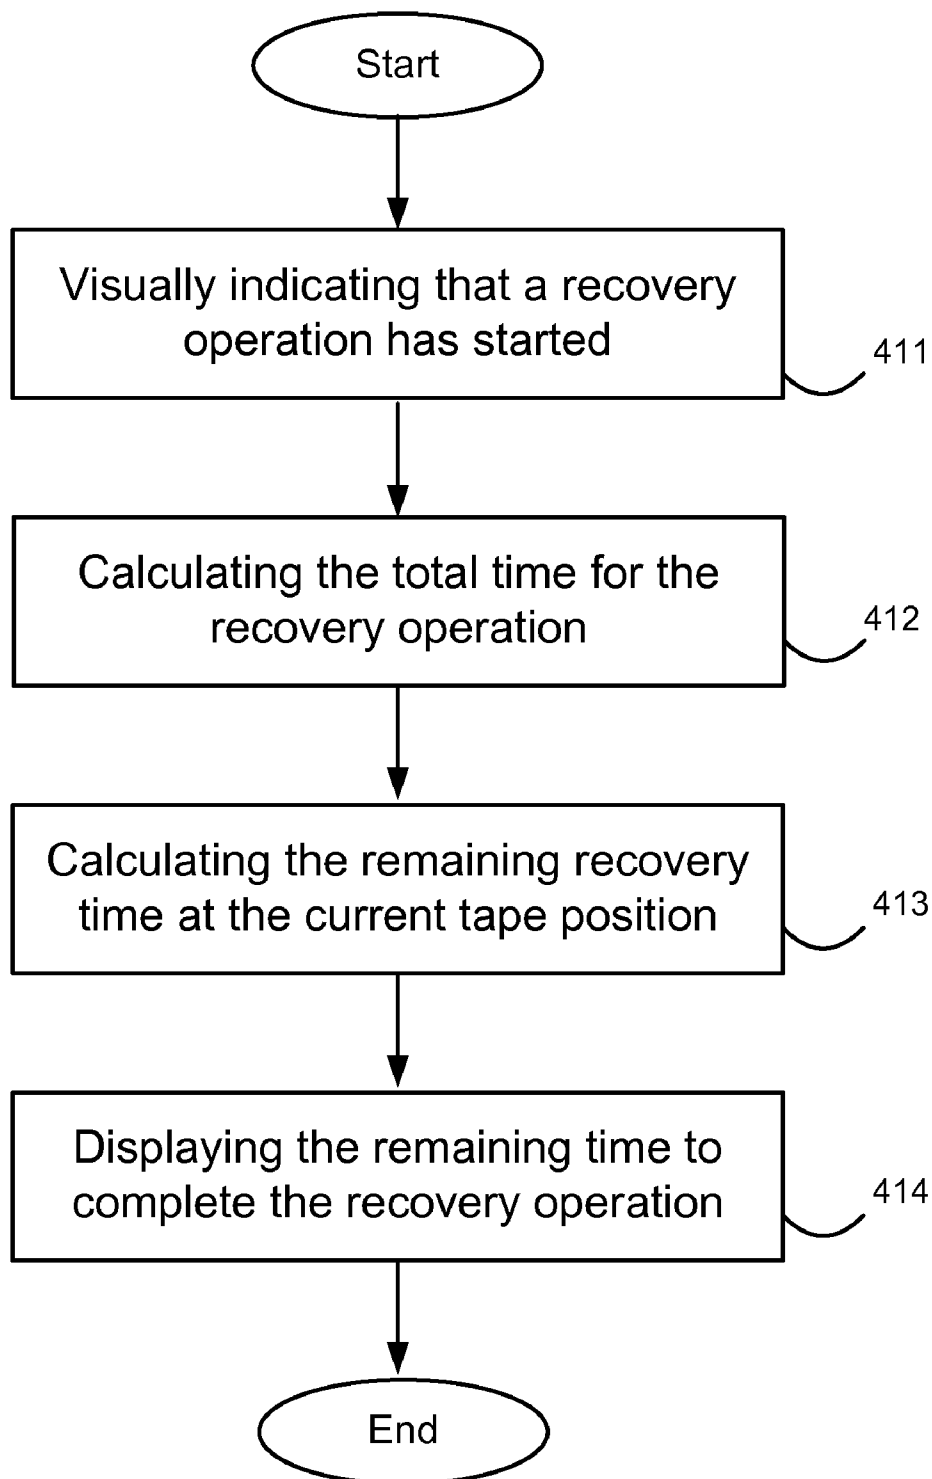 Start
Visually indicating that a recovery
operation has started
411
Calculating the total time for the
recovery operation
412
Calculating the remaining recovery
time at the current tape position
413
Displaying the remaining time to
complete the recovery operation
414
End